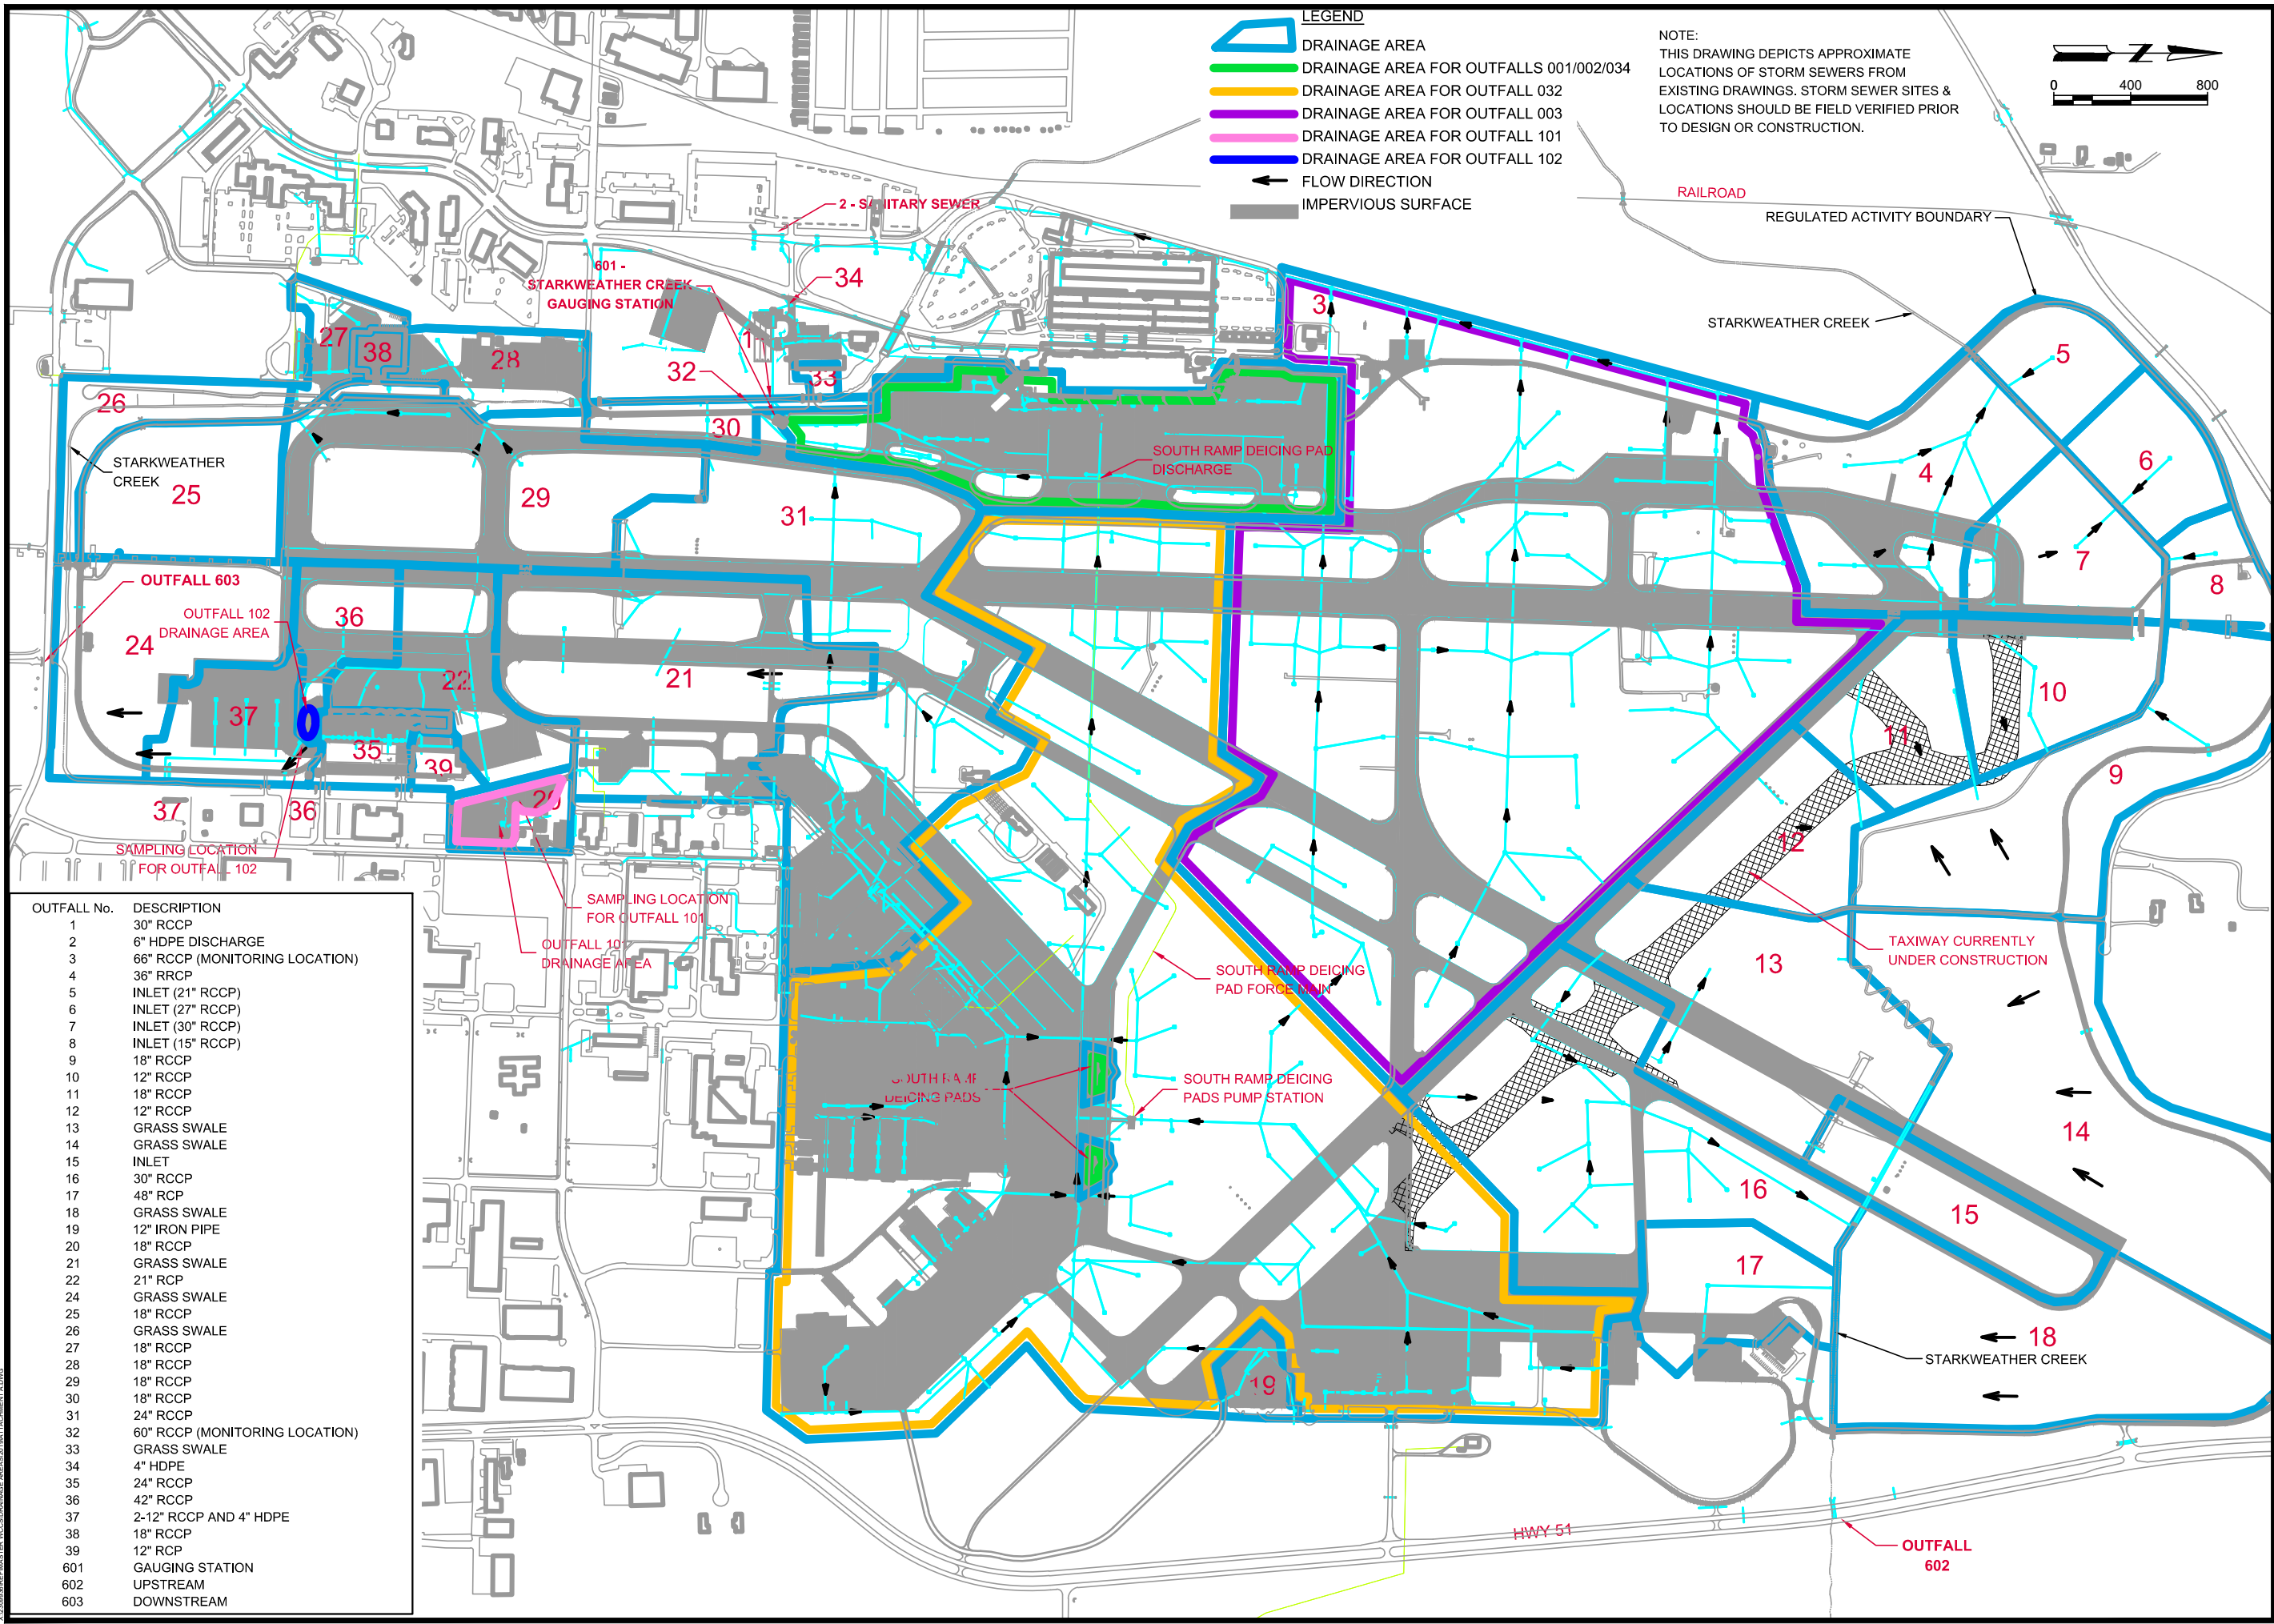 LEGEND
DRAINAGE AREA
DRAINAGE AREA FOR OUTFALLS 001/002/034
DRAINAGE AREA FOR OUTFALL 032
DRAINAGE AREA FOR OUTFALL 003
DRAINAGE AREA FOR OUTFALL 101
DRAINAGE AREA FOR OUTFALL 102
FLOW DIRECTION
IMPERVIOUS SURFACE
NOTE:
THIS DRAWING DEPICTS APPROXIMATE
LOCATIONS OF STORM SEWERS FROM
EXISTING DRAWINGS. STORM SEWER SITES &
LOCATIONS SHOULD BE FIELD VERIFIED PRIOR
TO DESIGN OR CONSTRUCTION.
Z
0 400 800
RAILROAD
REGULATED ACTIVITY BOUNDARY
STARKWEATHER CREEK
2 - SANITARY SEWER
601 -
STARKWEATHER CREEK
GAUGING STATION
34
3
1
27
38
28
32
33
26
30
5
4
6
7
8
STARKWEATHER
CREEK
25
29
31
SOUTH RAMP DEICING PAD
DISCHARGE
OUTFALL 603
OUTFALL 102
DRAINAGE AREA
24
36
22
21
37
35
39
10
11
9
12
20
37
36
SAMPLING LOCATION
FOR OUTFALL 102
SAMPLING LOCATION
FOR OUTFALL 101
OUTFALL 101
DRAINAGE AREA
SOUTH RAMP DEICING
PAD FORCE MAIN
13
TAXIWAY CURRENTLY
UNDER CONSTRUCTION
SOUTH RAMP
DEICING PADS
SOUTH RAMP DEICING
PADS PUMP STATION
14
16
15
17
18
STARKWEATHER CREEK
19
HWY 51
OUTFALL
602
OUTFALL No. DESCRIPTION
1 30" RCCP
2 6" HDPE DISCHARGE
3 66" RCCP (MONITORING LOCATION)
4 36" RRCP
5 INLET (21" RCCP)
6 INLET (27" RCCP)
7 INLET (30" RCCP)
8 INLET (15" RCCP)
9 18" RCCP
10 12" RCCP
11 18" RCCP
12 12" RCCP
13 GRASS SWALE
14 GRASS SWALE
15 INLET
16 30" RCCP
17 48" RCP
18 GRASS SWALE
19 12" IRON PIPE
20 18" RCCP
21 GRASS SWALE
22 21" RCP
24 GRASS SWALE
25 18" RCCP
26 GRASS SWALE
27 18" RCCP
28 18" RCCP
29 18" RCCP
30 18" RCCP
31 24" RCCP
32 60" RCCP (MONITORING LOCATION)
33 GRASS SWALE
34 4" HDPE
35 24" RCCP
36 42" RCCP
37 2-12" RCCP AND 4" HDPE
38 18" RCCP
39 12" RCP
601 GAUGING STATION
602 UPSTREAM
603 DOWNSTREAM